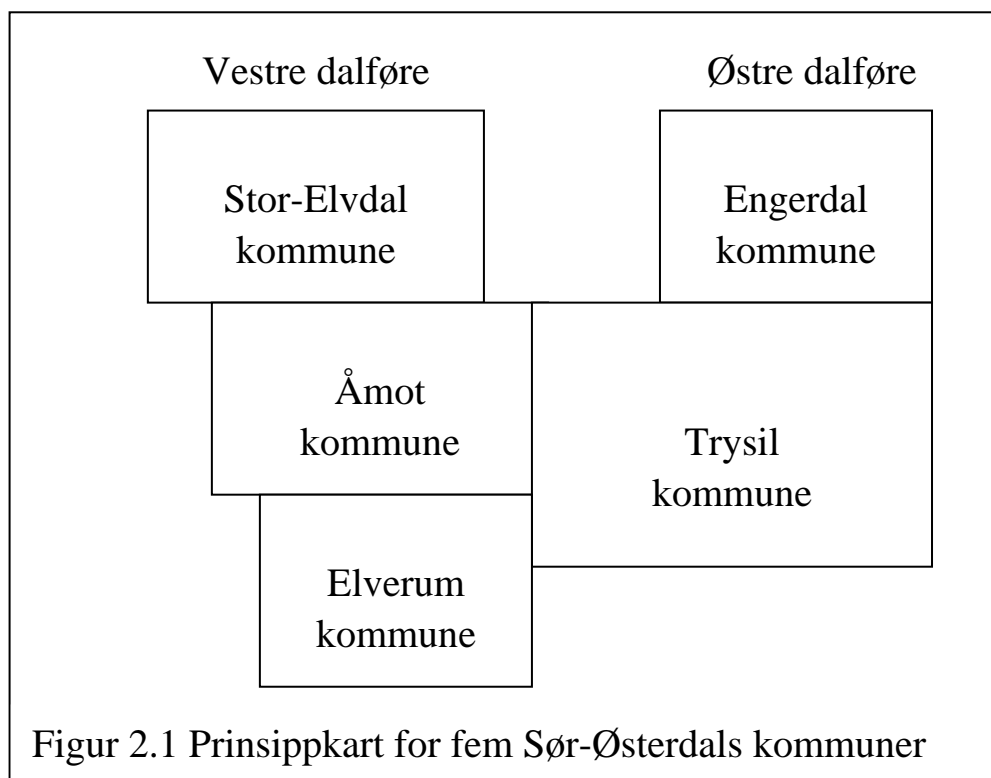 Vestre dalføre
Østre dalføre
Stor-Elvdal
kommune
Engerdal
kommune
Åmot
kommune
Trysil
kommune
Elverum
kommune
Figur 2.1 Prinsippkart for fem Sør-Østerdals kommuner